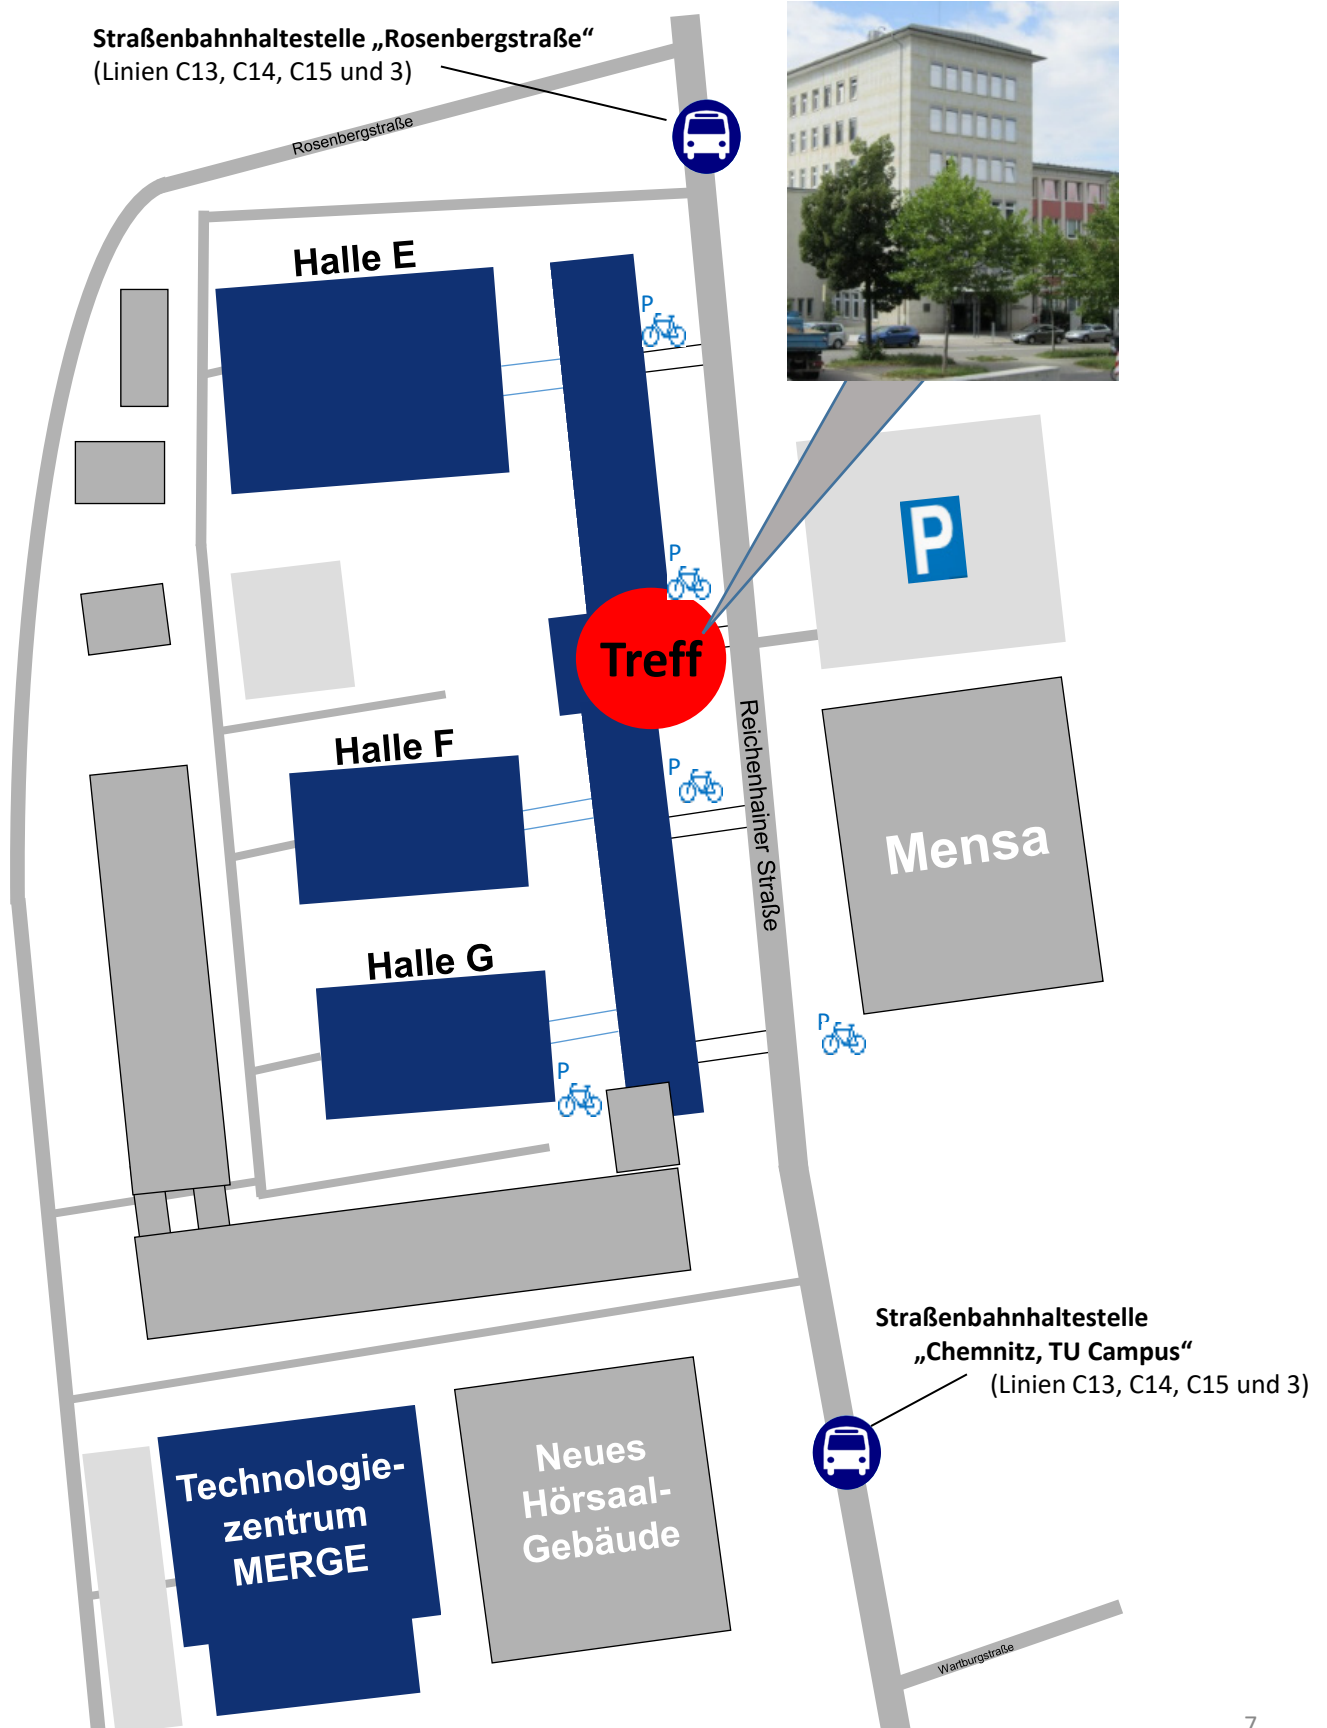 Straßenbahnhaltestelle „Rosenbergstraße“
(Linien C13, C14, C15 und 3)
Rosenbergstraße
Halle E
P
P
P
Treff
Reichenhainer Straße
Halle F
P
Mensa
Halle G
P
P
Straßenbahnhaltestelle
„Chemnitz, TU Campus“
(Linien C13, C14, C15 und 3)
Technologie-
zentrum
MERGE
Neues
Hörsaal-
Gebäude
Wartburgstraße
7